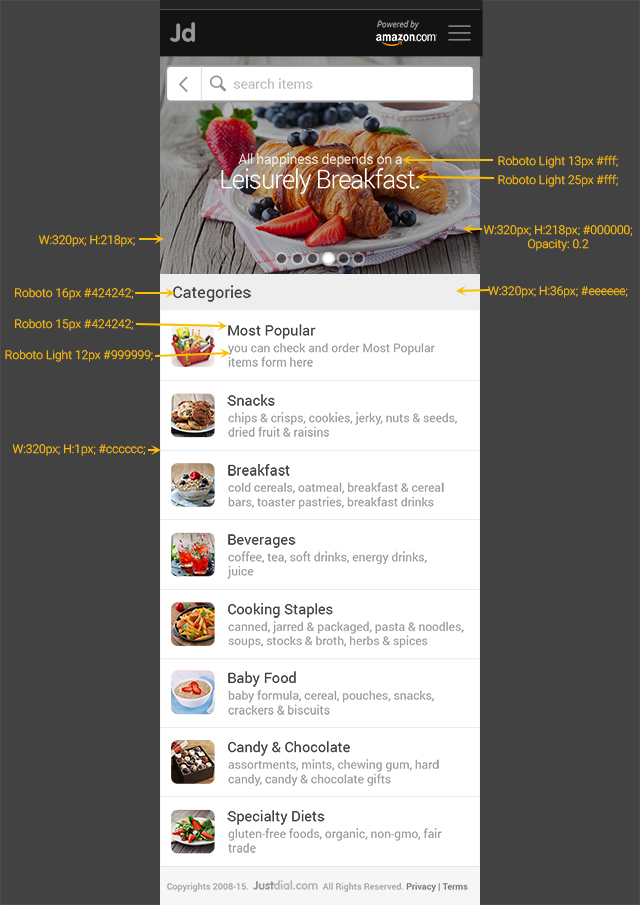 Jd
Powered by
amazon.com
search items
All happiness depends on a
Leisurely Breakfast.
Roboto Light 13px #fff;
Roboto Light 25px #fff;
W:320px; H:218px;
W:320px; H:218px; #000000;
Opacity: 0.2
Roboto 16px #424242;
Categories
W:320px; H:36px; #eeeeee;
Roboto 15px #424242;
Most Popular
Roboto Light 12px #999999;
you can check and order Most Popular
items form here
Snacks
chips & crisps, cookies, jerky, nuts & seeds,
dried fruit & raisins
W:320px; H:1px; #cccccc;
Breakfast
cold cereals, oatmeal, breakfast & cereal
bars, toaster pastries, breakfast drinks
Beverages
coffee, tea, soft drinks, energy drinks,
juice
Cooking Staples
canned, jarred & packaged, pasta & noodles,
soups, stocks & broth, herbs & spices
Baby Food
baby formula, cereal, pouches, snacks,
crackers & biscuits
Candy & Chocolate
assortments, mints, chewing gum, hard
candy, candy & chocolate gifts
Specialty Diets
gluten-free foods, organic, non-gmo, fair
trade
Copyrights 2008-15. Justdial.com All Rights Reserved. Privacy | Terms